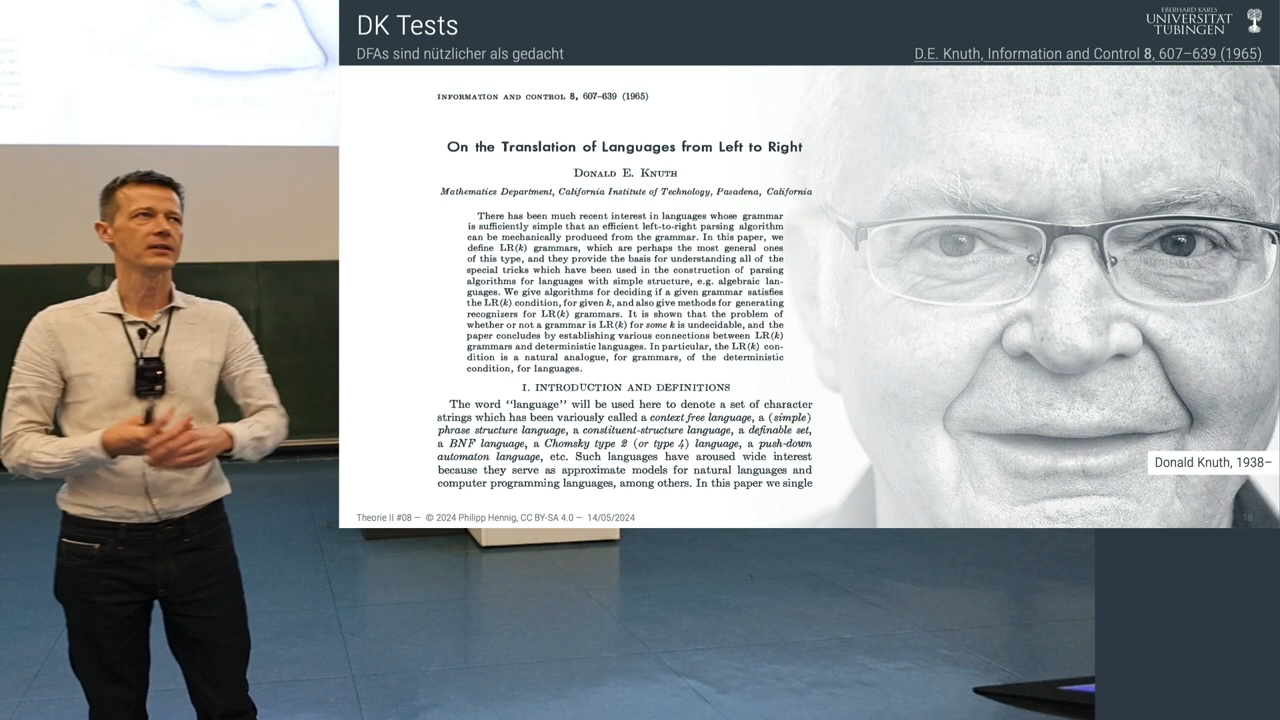 DK Tests
DFAs sind nützlicher als gedacht
EBERHARD KARLS
UNIVERSITÄT
TÜBINGEN
D.E. Knuth, Information and Control 8, 607–639 (1965)
INFORMATION AND CONTROL 8, 607–639 (1965)
On the Translation of Languages from Left to Right
DONALD E. KNUTH
Mathematics Department, California Institute of Technology, Pasadena, California
There has been much recent interest in languages whose grammar
is sufficiently simple that an efficient left-to-right parsing algorithm
can be mechanically produced from the grammar. In this paper, we
define LR(k) grammars, which are perhaps the most general ones
of this type, and they provide the basis for understanding all of the
special tricks which have been used in the construction of parsing
algorithms for languages with simple structure, e.g. algebraic lan-
guages. We give algorithms for deciding if a given grammar satisfies
the LR(k) condition, for given k, and also give methods for generating
recognizers for LR(k) grammars. It is shown that the problem of
whether or not a grammar is LR(k) for some k is undecidable, and the
paper concludes by establishing various connections between LR(k)
grammars and deterministic languages. In particular, the LR(k) con-
dition is a natural analogue, for grammars, of the deterministic
condition, for languages.
I. INTRODUCTION AND DEFINITIONS
The word “language” will be used here to denote a set of character
strings which has been variously called a context free language, a (simple)
phrase structure language, a constituent-structure language, a definable set,
a BNF language, a Chomsky type 2 (or type 4) language, a push-down
automaton language, etc. Such languages have aroused wide interest
because they serve as approximate models for natural languages and
computer programming languages, among others. In this paper we single
Donald Knuth, 1938–
Theorie II #08 — © 2024 Philipp Hennig, CC BY-SA 4.0 — 14/05/2024
18